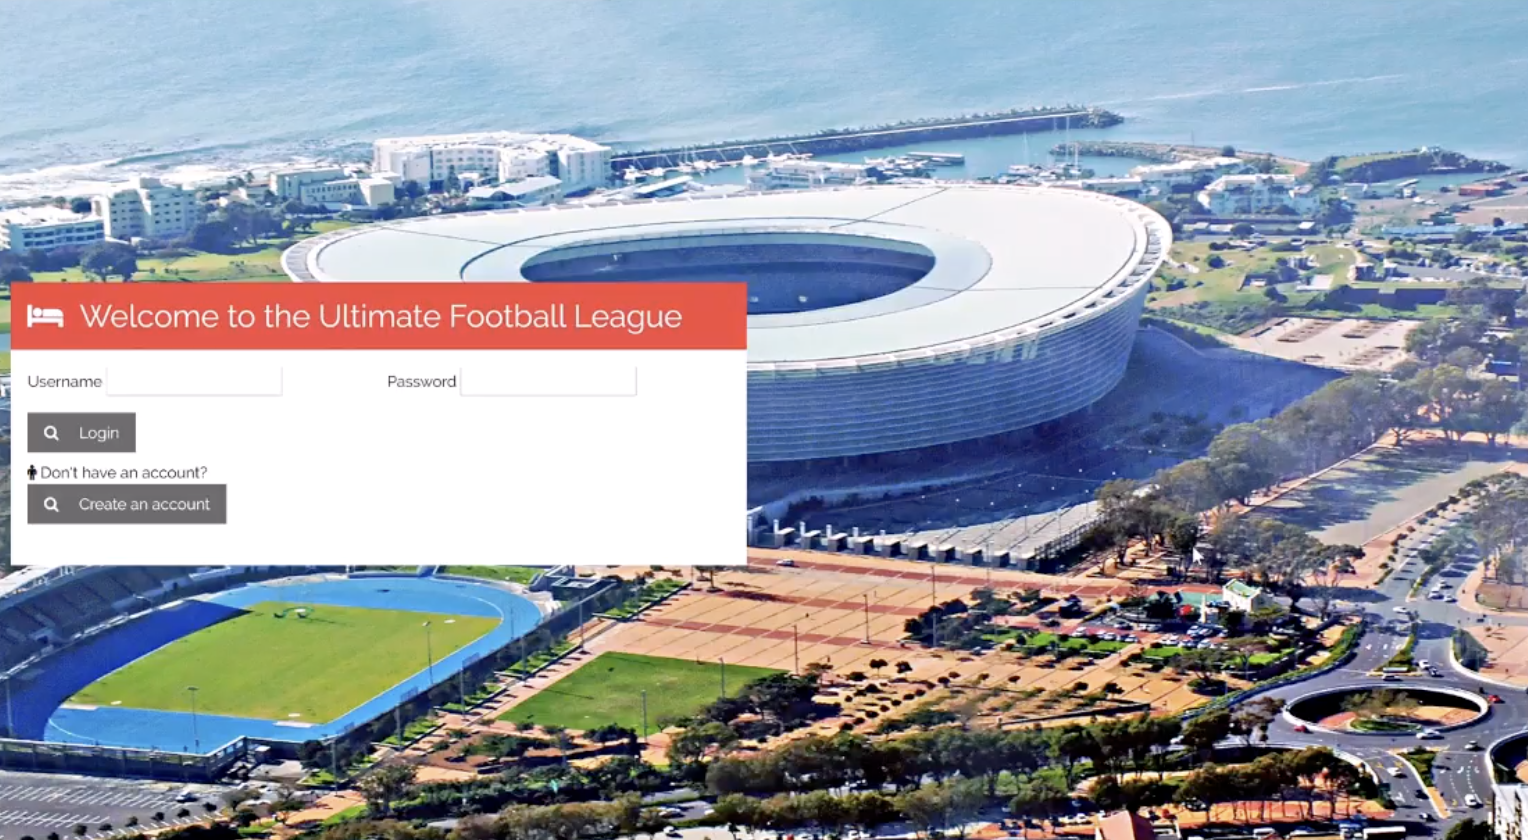 Welcome to the Ultimate Football League
Username Password
Login
Don't have an account?
Create an account